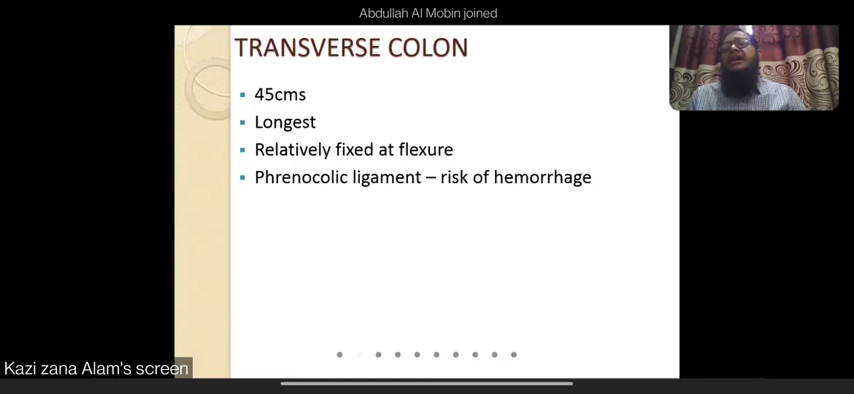 Abdullah Al Mobin joined
TRANSVERSE COLON
45cms
Longest
Relatively fixed at flexure
Phrenocolic ligament – risk of hemorrhage
Kazi zana Alam's screen